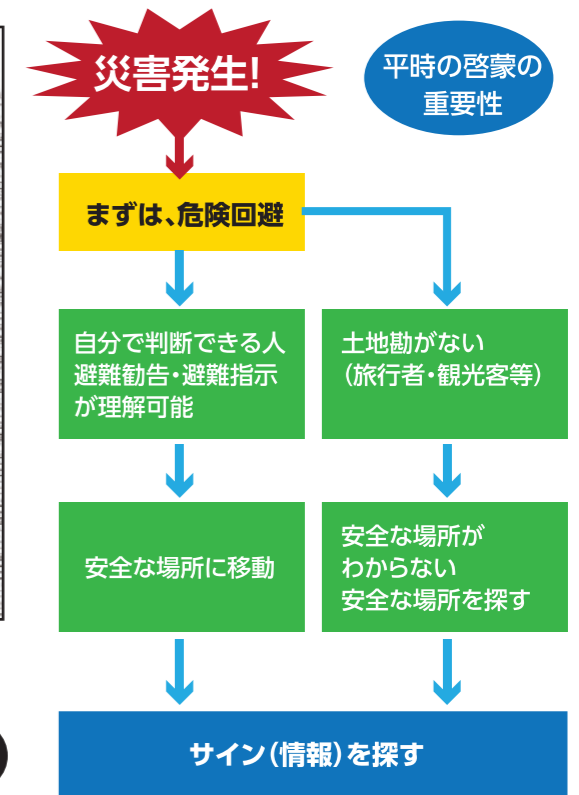 災害発生!
平時の啓蒙の
重要性
まずは、危険回避
自分で判断できる人
避難勧告・避難指示
が理解可能
土地勘がない
（旅行者・観光客等）
安全な場所に移動
安全な場所が
わからない
安全な場所を探す
サイン（情報）を探す